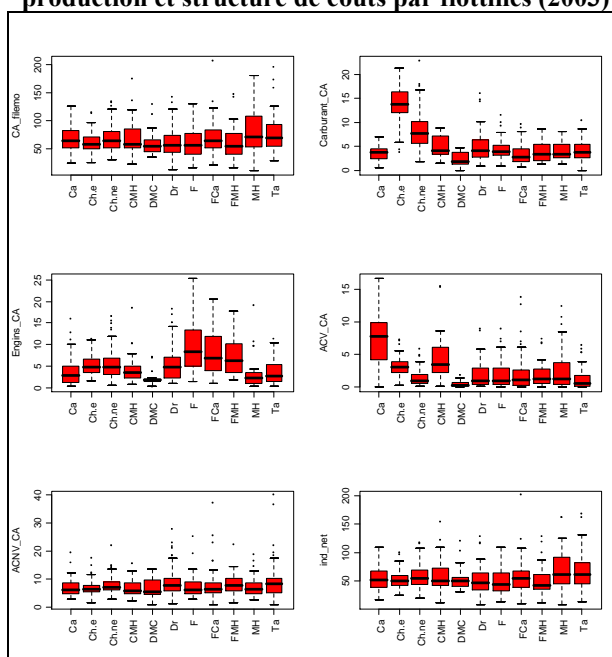 production et structure de coûts par flottilles (2005)
CA_filemo
200
150
100
50
Ca
Ch.e
Ch.ne
CMH
DMC
Dr
F
FCa
FMH
MH
Ta
Carburant_CA
20
15
10
5
0
Ca
Ch.e
Ch.ne
CMH
DMC
Dr
F
FCa
FMH
MH
Ta
Engins_CA
25
20
15
10
5
0
Ca
Ch.e
Ch.ne
CMH
DMC
Dr
F
FCa
FMH
MH
Ta
ACV_CA
15
10
5
0
Ca
Ch.e
Ch.ne
CMH
DMC
Dr
F
FCa
FMH
MH
Ta
ACNV_CA
40
30
20
10
0
Ca
Ch.e
Ch.ne
CMH
DMC
Dr
F
FCa
FMH
MH
Ta
ind_net
200
150
100
50
Ca
Ch.e
Ch.ne
CMH
DMC
Dr
F
FCa
FMH
MH
Ta